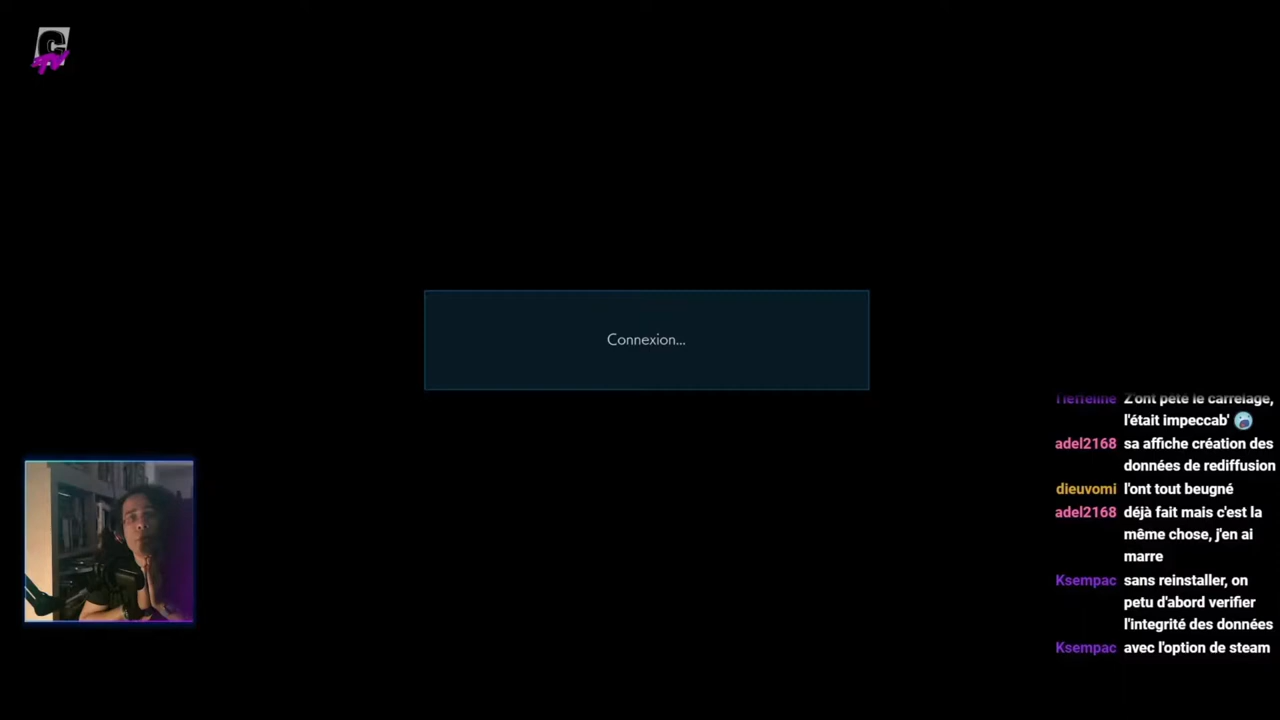 C
TV
Connexion...
Tieffeline Z'ont pété le carrelage,
l'était impeccab'
adel2168 sa affiche création des
données de rediffusion
dieuvomi l'ont tout beugné
adel2168 déjà fait mais c'est la
même chose, j'en ai
marre
Ksempac sans reinstaller, on
petu d'abord verifier
l'integrité des données
Ksempac avec l'option de steam